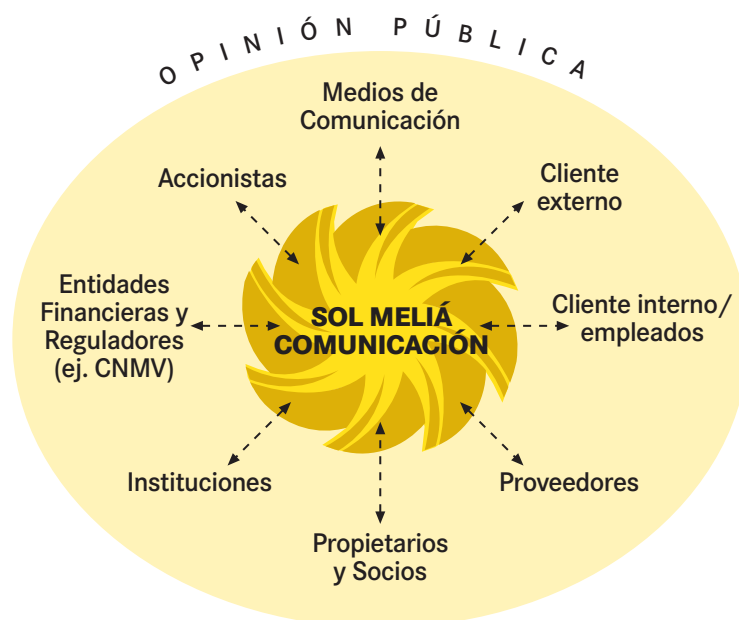 OPINIÓN PÚBLICA
Medios de
Comunicación
Accionistas
Cliente
externo
Entidades
Financieras y
Reguladores
(ej. CNMV)
SOL MELIÁ
COMUNICACIÓN
Cliente interno/
empleados
Instituciones
Proveedores
Propietarios
y Socios